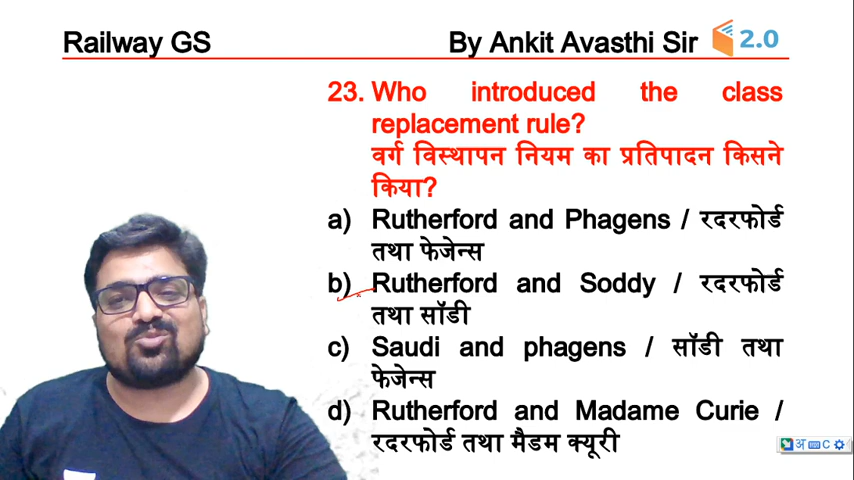 Railway GS
By Ankit Avasthi Sir 2.0
23. Who introduced the class
replacement rule?
वर्ग विस्थापन नियम का प्रतिपादन किसने
किया?
a) Rutherford and Phagens / रदरफोर्ड
तथा फेजेन्स
b) Rutherford and Soddy / रदरफोर्ड
तथा सॉडी
c) Saudi and phagens / सॉडी तथा
फेजेन्स
d) Rutherford and Madame Curie /
रदरफोर्ड तथा मैडम क्यूरी